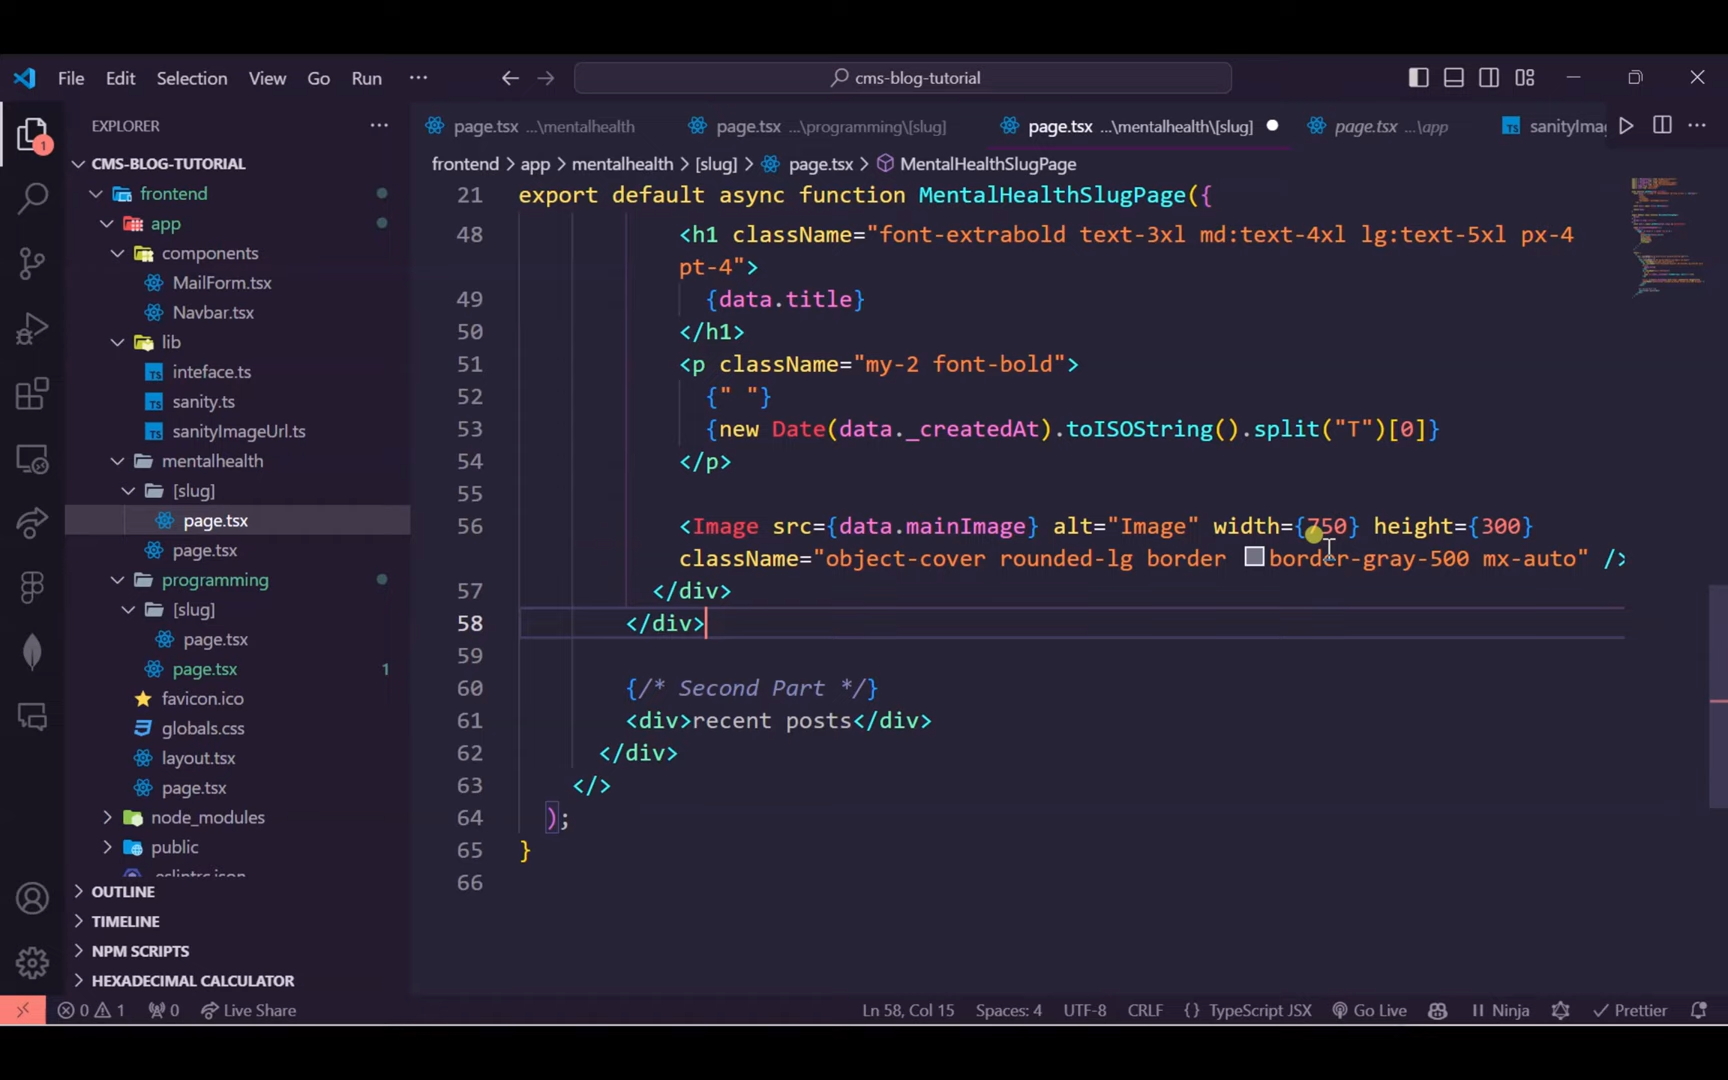 File Edit Selection View Go Run ··· cms-blog-tutorial
EXPLORER ···
CMS-BLOG-TUTORIAL
frontend
app
components
MailForm.tsx
Navbar.tsx
lib
inteface.ts
sanity.ts
sanityImageUrl.ts
mentalhealth
[slug]
page.tsx
page.tsx
programming
[slug]
page.tsx
page.tsx 1
favicon.ico
globals.css
layout.tsx
page.tsx
node_modules
public
.eslintrc.json
OUTLINE
TIMELINE
NPM SCRIPTS
HEXADECIMAL CALCULATOR
1
page.tsx ...\mentalhealth page.tsx ...\programming\[slug] page.tsx ...\mentalhealth\[slug] page.tsx ...\app sanityIma ···
frontend > app > mentalhealth > [slug] > page.tsx > MentalHealthSlugPage
21 export default async function MentalHealthSlugPage({
48 <h1 className="font-extrabold text-3xl md:text-4xl lg:text-5xl px-4
pt-4">
49 {data.title}
50 </h1>
51 <p className="my-2 font-bold">
52 {" "}
53 {new Date(data._createdAt).toISOString().split("T")[0]}
54 </p>
55
56 <Image src={data.mainImage} alt="Image" width={750} height={300}
className="object-cover rounded-lg border border-gray-500 mx-auto" />
57 </div>
58 </div>
59
60 {/* Second Part */}
61 <div>recent posts</div>
62 </div>
63 </>
64 );
65 }
66
0 1 0 Live Share Ln 58, Col 15 Spaces: 4 UTF-8 CRLF {} TypeScript JSX Go Live Ninja Prettier